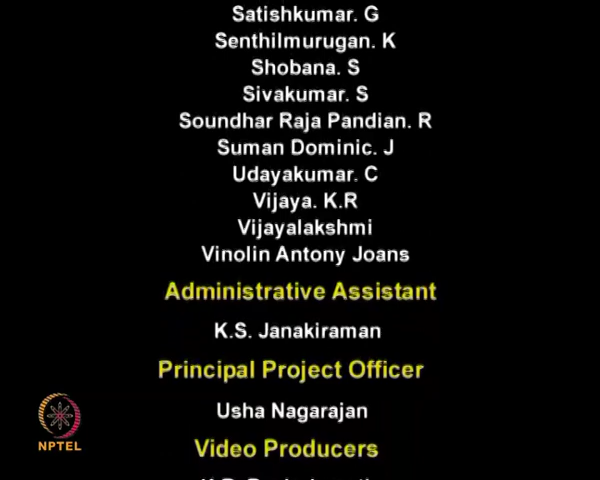 Satishkumar. G
Senthilmurugan. K
Shobana. S
Sivakumar. S
Soundhar Raja Pandian. R
Suman Dominic. J
Udayakumar. C
Vijaya. K.R
Vijayalakshmi
Vinolin Antony Joans
Administrative Assistant
K.S. Janakiraman
Principal Project Officer
Usha Nagarajan
NPTEL
Video Producers